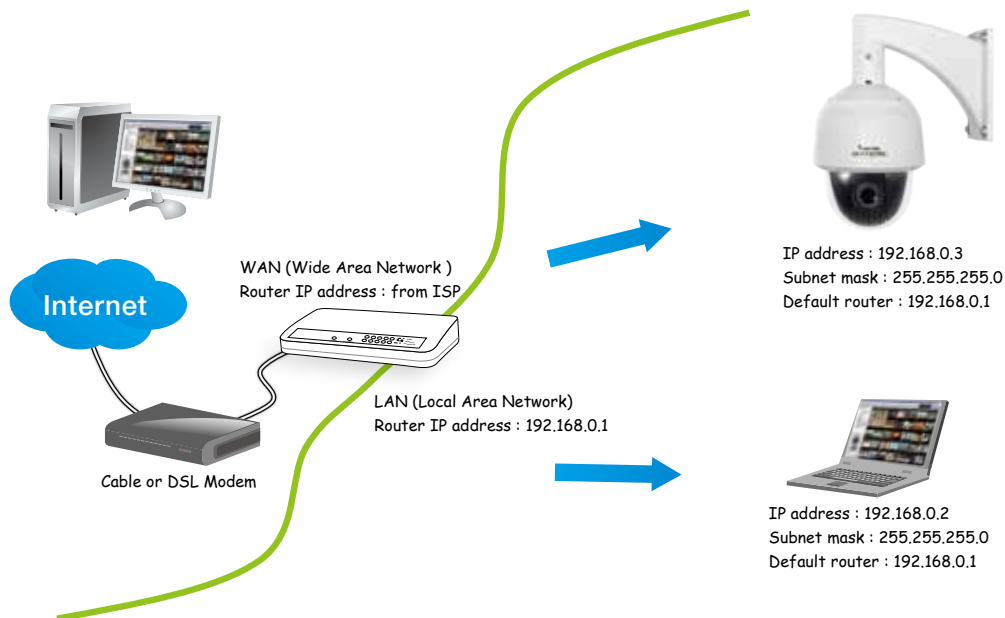 IP address : 192.168.0.3
Subnet mask : 255.255.255.0
Default router : 192.168.0.1
WAN (Wide Area Network )
Router IP address : from ISP
Internet
LAN (Local Area Network)
Router IP address : 192.168.0.1
Cable or DSL Modem
IP address : 192.168.0.2
Subnet mask : 255.255.255.0
Default router : 192.168.0.1